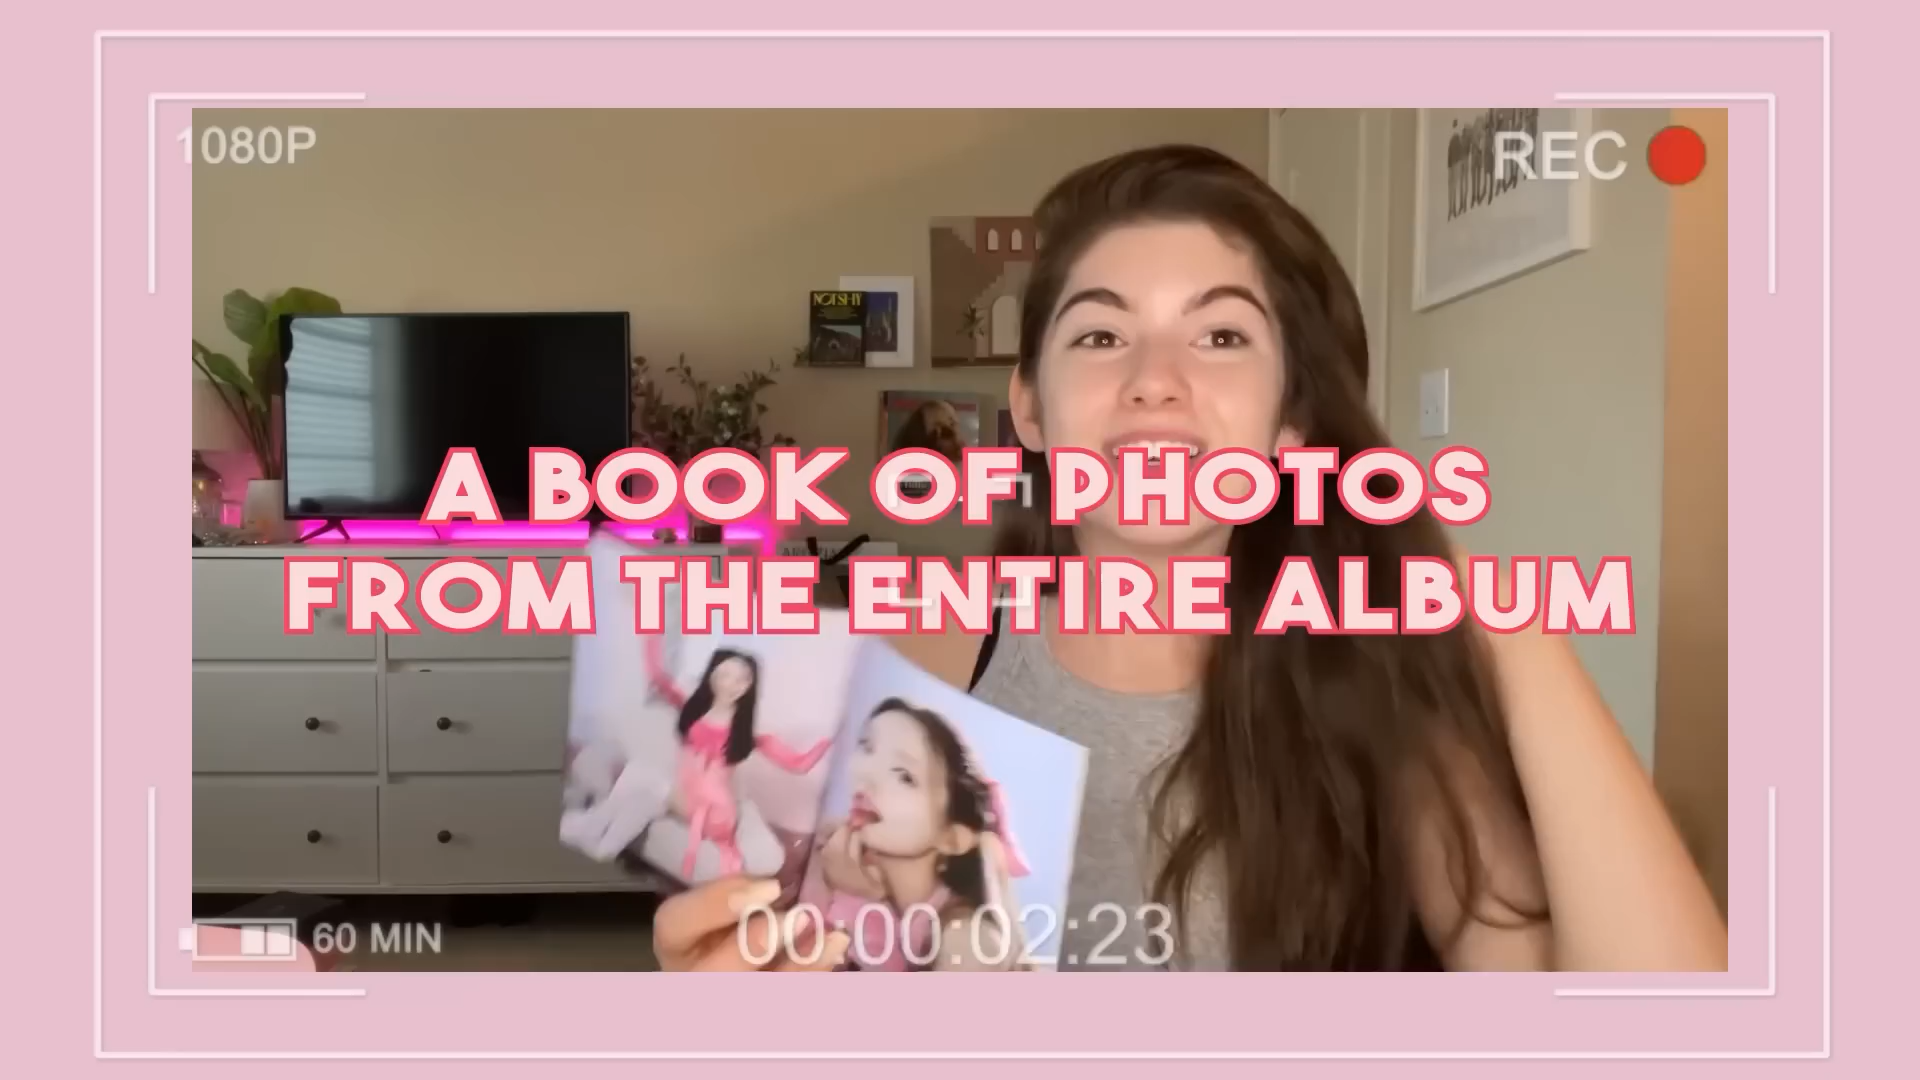 1080P
REC
NOT SHY
A BOOK OF PHOTOS
FROM THE ENTIRE ALBUM
60 MIN
00:00:02:23